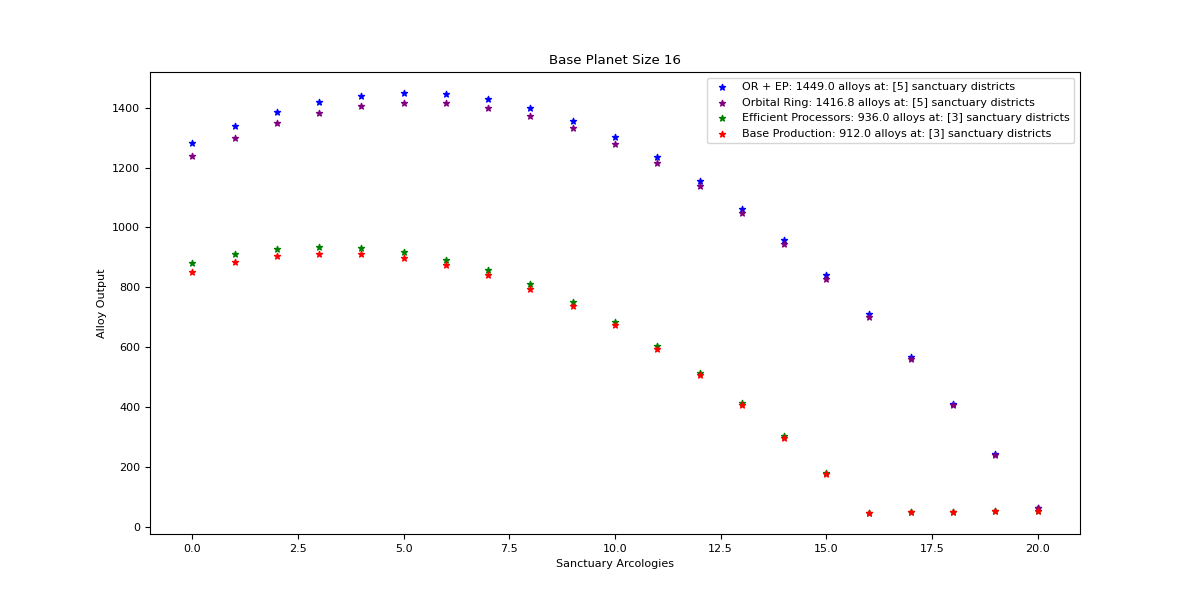 Base Planet Size 16
OR + EP: 1449.0 alloys at: [5] sanctuary districts
Orbital Ring: 1416.8 alloys at: [5] sanctuary districts
Efficient Processors: 936.0 alloys at: [3] sanctuary districts
Base Production: 912.0 alloys at: [3] sanctuary districts
Alloy Output
1400
1200
1000
800
600
400
200
0
0.0 2.5 5.0 7.5 10.0 12.5 15.0 17.5 20.0
Sanctuary Arcologies